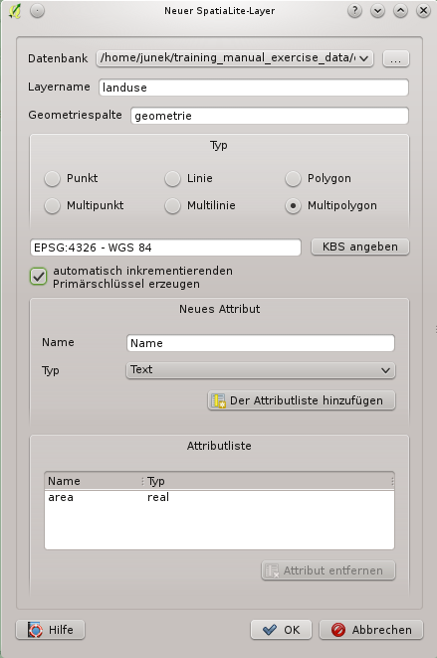 Neuer SpatiaLite-Layer
Datenbank /home/junek/training_manual_exercise_data/ ...
Layername landuse
Geometriespalte geometrie
Typ
Punkt Linie Polygon
Multipunkt Multilinie Multipolygon
EPSG:4326 - WGS 84 KBS angeben
automatisch inkrementierenden
Primärschlüssel erzeugen
Neues Attribut
Name Name
Typ Text
Der Attributliste hinzufügen
Attributliste
Name Typ
area real
Attribut entfernen
Hilfe OK Abbrechen